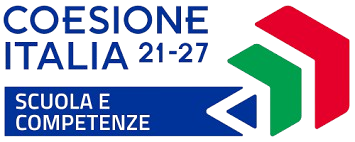 COESIONE
ITALIA 21-27
SCUOLA E
COMPETENZE